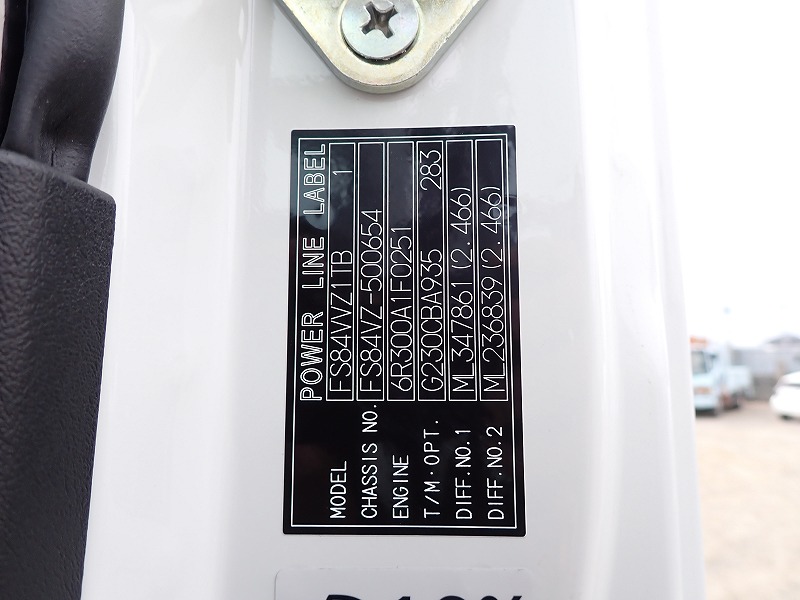 POWER LINE LABEL
MODEL FS84VVZ1TB 1
CHASSIS NO. FS84VZ-500654
ENGINE 6R300A1F0251
T/M·OPT. G230CBA935 283
DIFF.NO.1 ML347861(2.466)
DIFF.NO.2 ML236839(2.466)